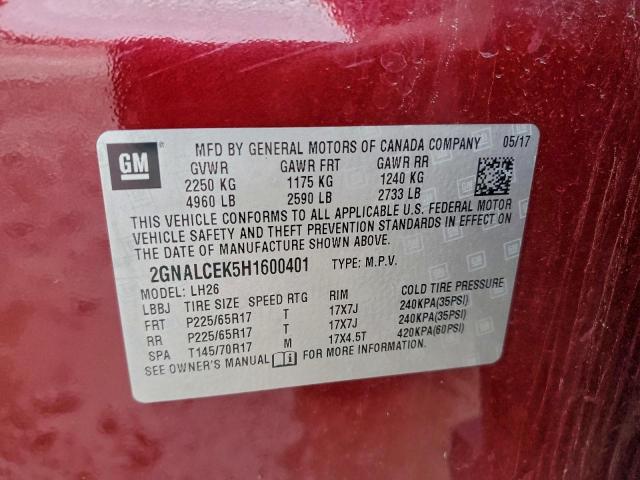 GM
MFD BY GENERAL MOTORS OF CANADA COMPANY 05/17
GVWR GAWR FRT GAWR RR
2250 KG 1175 KG 1240 KG
4960 LB 2590 LB 2733 LB
THIS VEHICLE CONFORMS TO ALL APPLICABLE U.S. FEDERAL MOTOR
VEHICLE SAFETY AND THEFT PREVENTION STANDARDS IN EFFECT ON
THE DATE OF MANUFACTURE SHOWN ABOVE.
2GNALCEK5H1600401 TYPE: M.P.V.
MODEL: LH26
LBBJ TIRE SIZE SPEED RTG RIM COLD TIRE PRESSURE
FRT P225/65R17 T 17X7J 240KPA(35PSI)
RR P225/65R17 T 17X7J 240KPA(35PSI)
SPA T145/70R17 M 17X4.5T 420KPA(60PSI)
SEE OWNER'S MANUAL FOR MORE INFORMATION